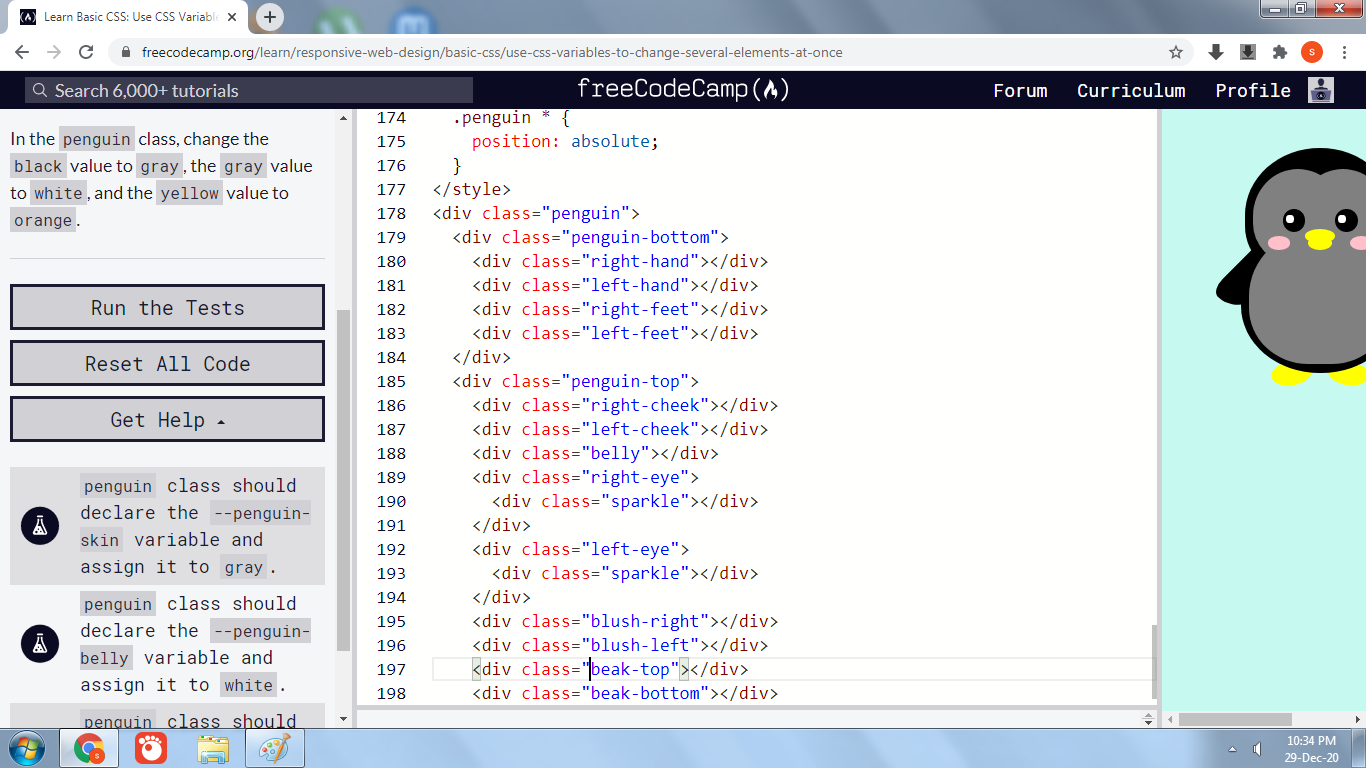 Learn Basic CSS: Use CSS Variabl
freecodecamp.org/learn/responsive-web-design/basic-css/use-css-variables-to-change-several-elements-at-once
S
Search 6,000+ tutorials
freeCodeCamp
Forum
Curriculum
Profile
In the penguin class, change the
black value to gray, the gray value
to white, and the yellow value to
orange.
Run the Tests
Reset All Code
Get Help
penguin class should
declare the --penguin-
skin variable and
assign it to gray.
penguin class should
declare the --penguin-
belly variable and
assign it to white.
penguin class should
174 .penguin * {
175 position: absolute;
176 }
177 </style>
178 <div class="penguin">
179 <div class="penguin-bottom">
180 <div class="right-hand"></div>
181 <div class="left-hand"></div>
182 <div class="right-feet"></div>
183 <div class="left-feet"></div>
184 </div>
185 <div class="penguin-top">
186 <div class="right-cheek"></div>
187 <div class="left-cheek"></div>
188 <div class="belly"></div>
189 <div class="right-eye">
190 <div class="sparkle"></div>
191 </div>
192 <div class="left-eye">
193 <div class="sparkle"></div>
194 </div>
195 <div class="blush-right"></div>
196 <div class="blush-left"></div>
197 <div class="beak-top"></div>
198 <div class="beak-bottom"></div>
S
10:34 PM
29-Dec-20